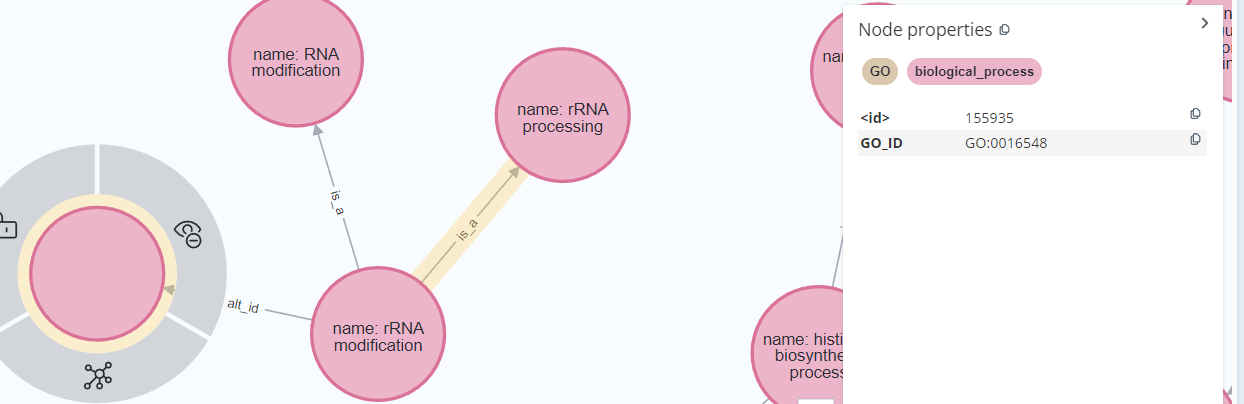 name: RNA
modification
name: rRNA
processing
is_a
is_a
alt_id
name: rRNA
modification
name: histi
biosynthe
process
Node properties
GO
biological_process
<id> 155935
GO_ID GO:0016548